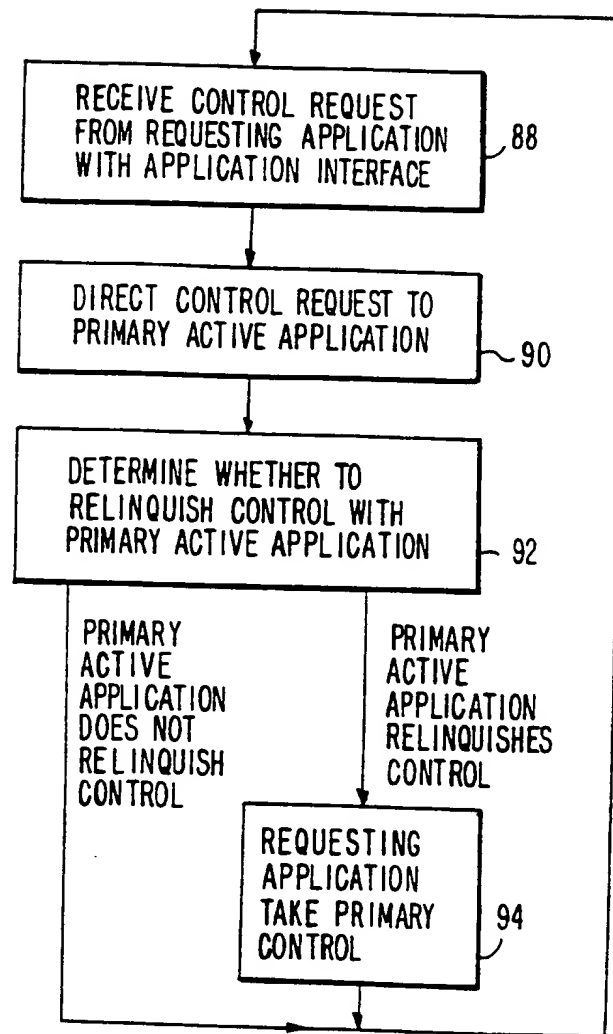 RECEIVE CONTROL REQUEST
FROM REQUESTING APPLICATION
WITH APPLICATION INTERFACE
88
DIRECT CONTROL REQUEST TO
PRIMARY ACTIVE APPLICATION
90
DETERMINE WHETHER TO
RELINQUISH CONTROL WITH
PRIMARY ACTIVE APPLICATION
92
PRIMARY
ACTIVE
APPLICATION
DOES NOT
RELINQUISH
CONTROL
PRIMARY
ACTIVE
APPLICATION
RELINQUISHES
CONTROL
REQUESTING
APPLICATION
TAKE PRIMARY
CONTROL
94